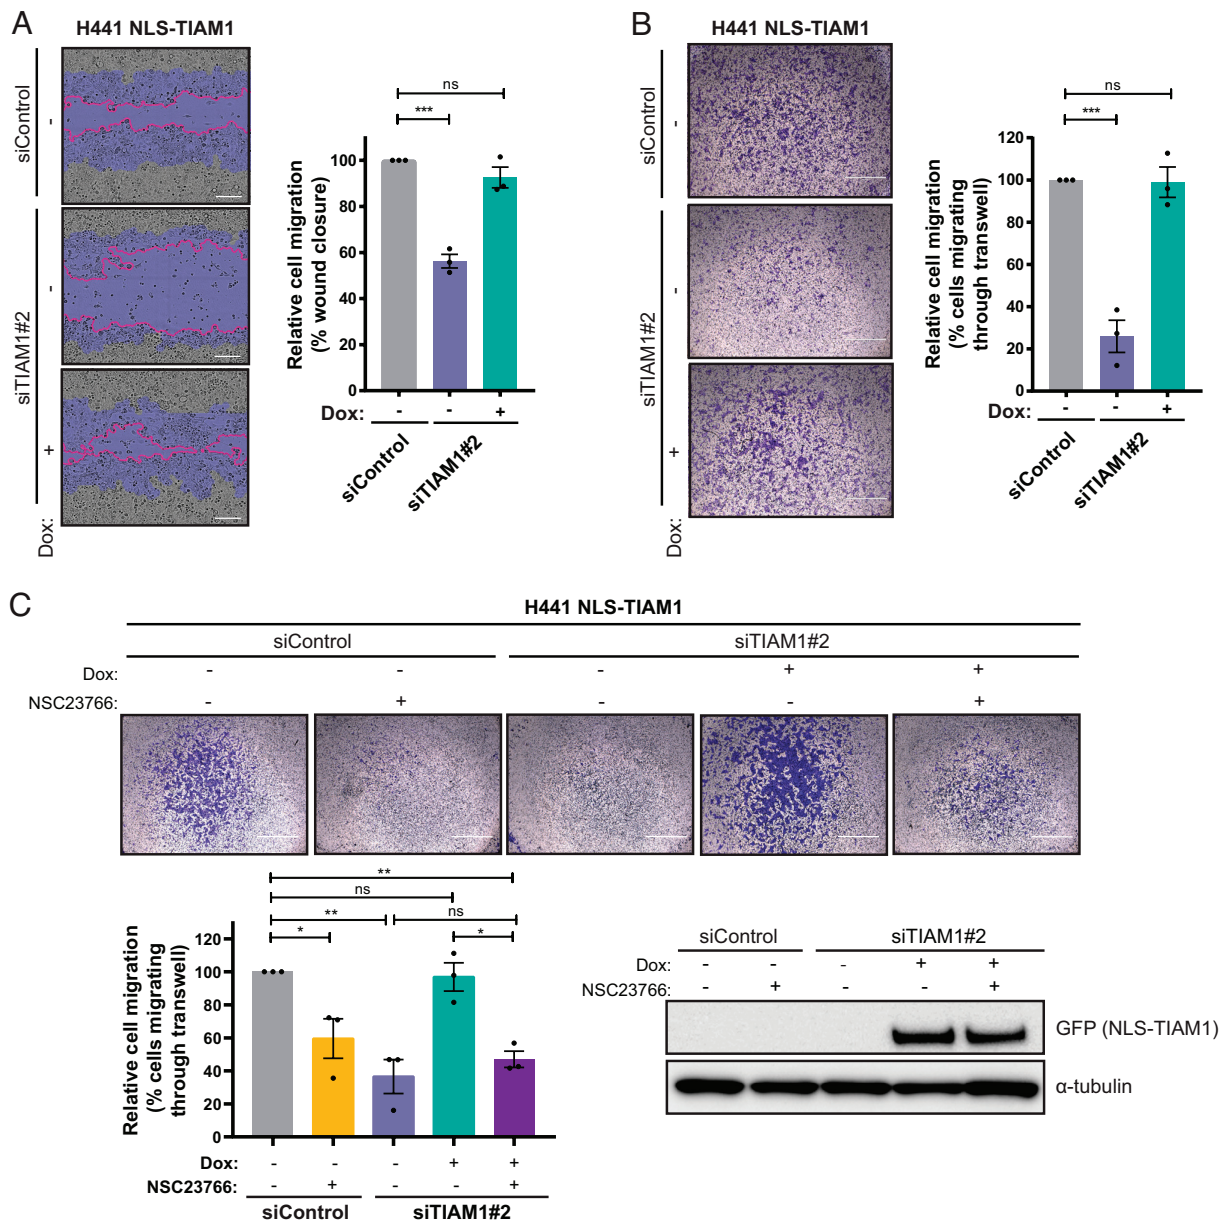 A
H441 NLS-TIAM1
siControl
-
siTIAM1#2
-
+
Dox:
ns
***
Relative cell migration
(% wound closure)
100
80
60
40
20
0
Dox: - - +
siControl
siTIAM1#2
B
H441 NLS-TIAM1
siControl
-
siTIAM1#2
-
+
Dox:
ns
***
Relative cell migration
(% cells migrating
through transwell)
120
100
80
60
40
20
0
Dox: - - +
siControl
siTIAM1#2
C
H441 NLS-TIAM1
siControl siTIAM1#2
Dox: - - - + +
NSC23766: - + - - +
**
ns
** ns
* *
Relative cell migration
(% cells migrating
through transwell)
120
100
80
60
40
20
0
Dox: - - - + +
NSC23766: - + - - +
siControl siTIAM1#2
siControl siTIAM1#2
Dox: - - - + +
NSC23766: - + - - +
GFP (NLS-TIAM1)
α-tubulin